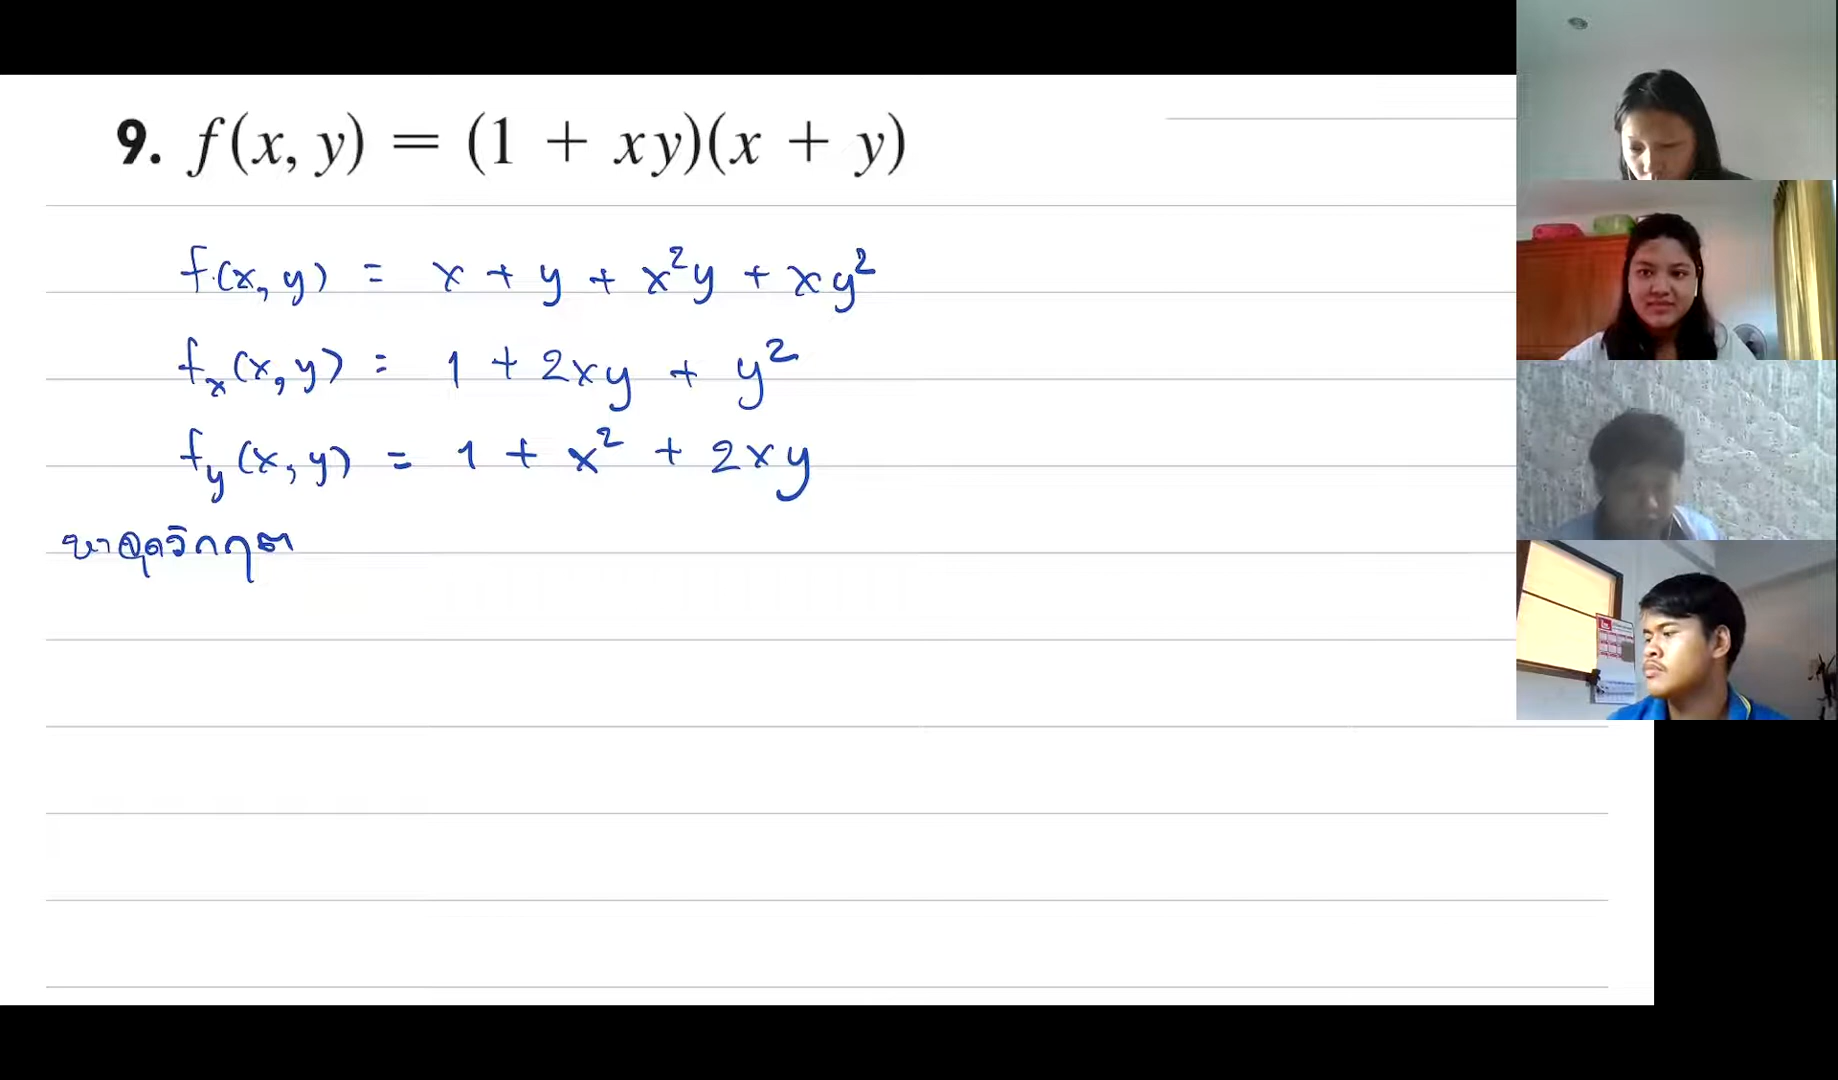 9. f(x, y) = (1 + xy)(x + y)
f(x, y) = x + y + x²y + xy²
fₓ(x, y) = 1 + 2xy + y²
f_y(x, y) = 1 + x² + 2xy
หาจุดวิกฤต